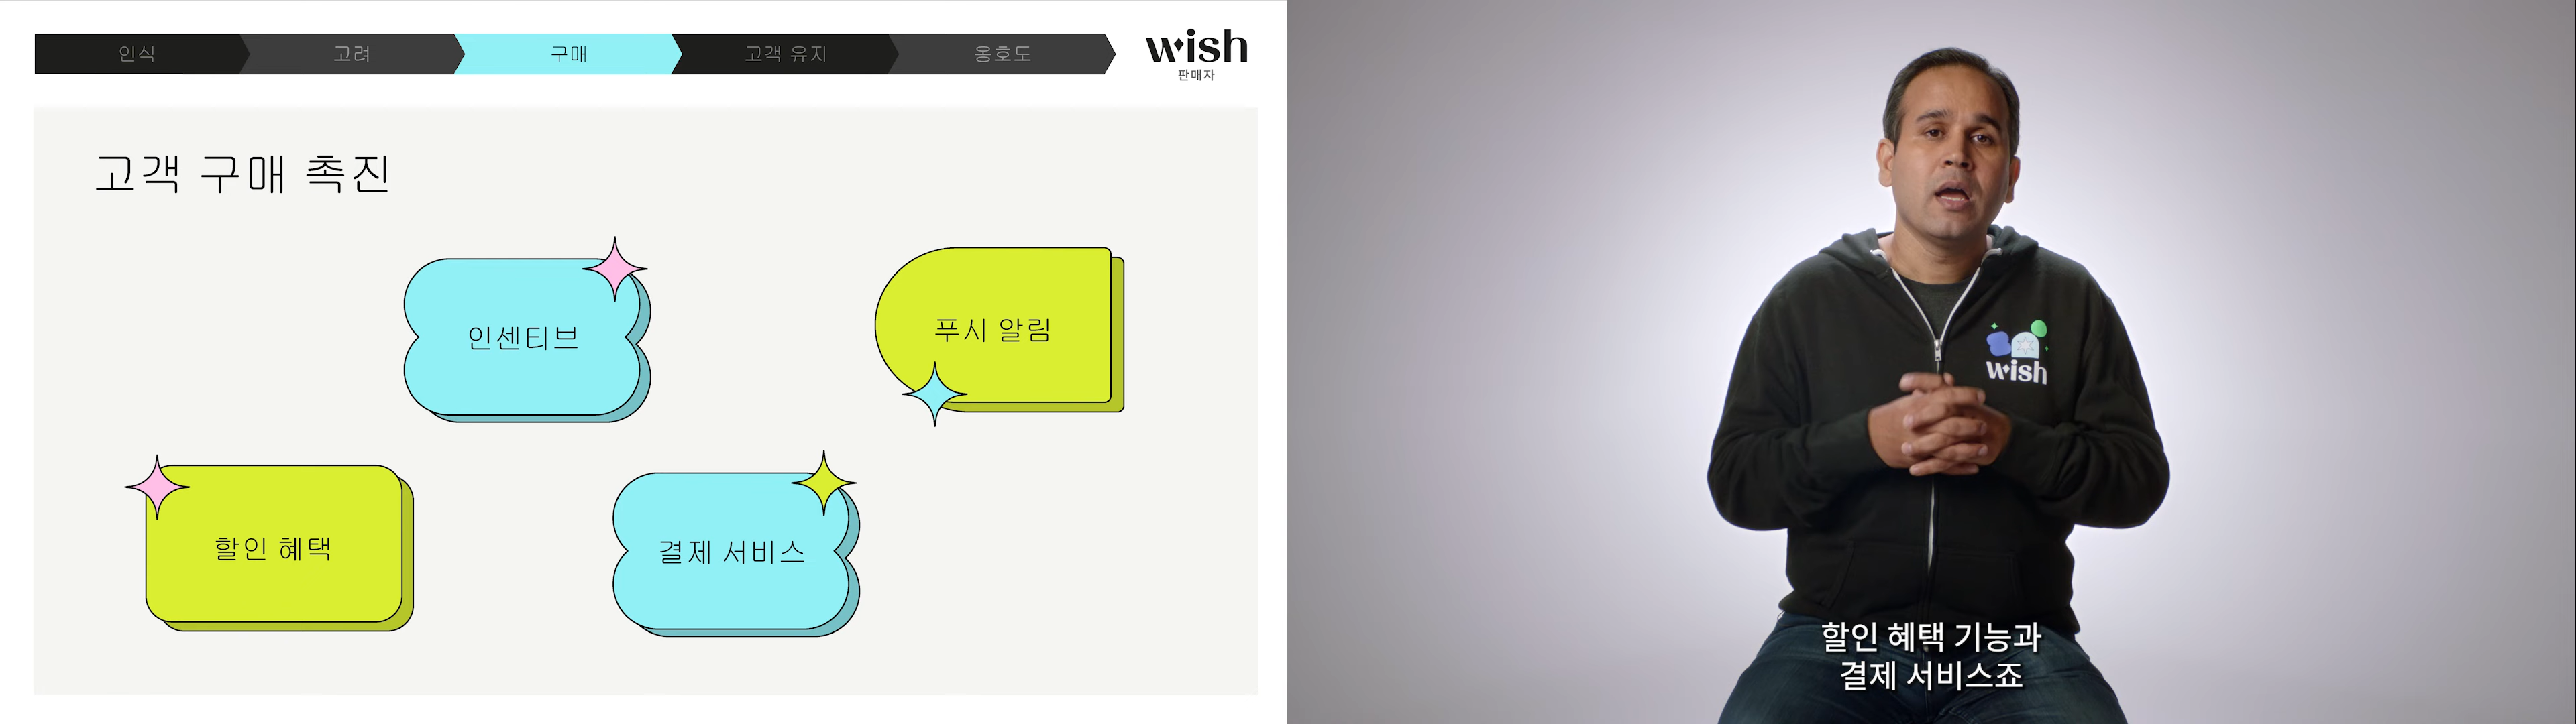 인식
고려
구매
고객 유지
옹호도
wish
판매자
고객 구매 촉진
인센티브
푸시 알림
할인 혜택
결제 서비스
wish
할인 혜택 기능과
결제 서비스죠